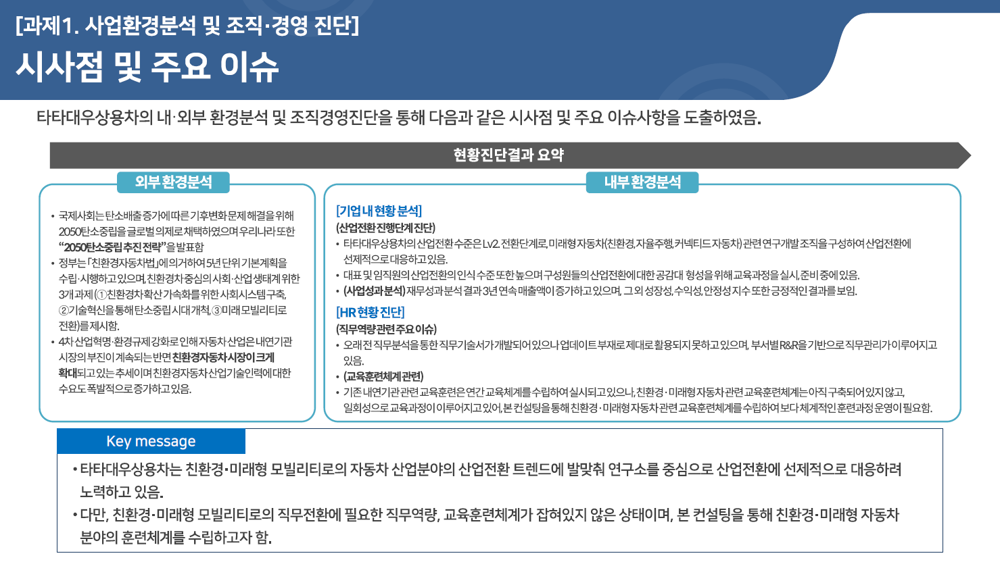 [과제1. 사업환경분석 및 조직·경영 진단]
시사점 및 주요 이슈
타타대우상용차의 내·외부 환경분석 및 조직경영진단을 통해 다음과 같은 시사점 및 주요 이슈사항을 도출하였음.
현황진단결과 요약
외부 환경분석
• 국제사회는 탄소배출 증가에 따른 기후변화 문제 해결을 위해
2050탄소중립을 글로벌 의제로 채택하였으며 우리나라 또한
“2050탄소중립 추진 전략”을 발표함
• 정부는 「친환경자동차법」에 의거하여 5년 단위 기본계획을
수립·시행하고 있으며, 친환경차 중심의 사회·산업 생태계 위한
3개 과제 (①친환경차 확산 가속화를 위한 사회시스템 구축,
②기술혁신을 통해 탄소중립시대 개척, ③미래 모빌리티로
전환)를 제시함.
• 4차 산업혁명·환경규제 강화로 인해 자동차 산업은 내연기관
시장의 부진이 계속되는 반면 친환경자동차 시장이 크게
확대되고 있는 추세이며 친환경자동차 산업기술인력에 대한
수요도 폭발적으로 증가하고 있음.
내부 환경분석
[기업 내 현황 분석]
(산업전환 진행단계 진단)
• 타타대우상용차의 산업전환 수준은 Lv2. 전환단계로, 미래형 자동차(친환경, 자율주행, 커넥티드 자동차) 관련 연구개발 조직을 구성하여 산업전환에
선제적으로 대응하고 있음.
• 대표 및 임직원의 산업전환의 인식 수준 또한 높으며 구성원들의 산업전환에 대한 공감대 형성을 위해 교육과정을 실시, 준비 중에 있음.
• (사업성과 분석) 재무성과 분석 결과 3년 연속 매출액이 증가하고 있으며, 그 외 성장성, 수익성, 안정성 지수 또한 긍정적인 결과를 보임.
[HR 현황 진단]
(직무역량 관련 주요 이슈)
• 오래 전 직무분석을 통한 직무기술서가 개발되어 있으나 업데이트 부재로 제대로 활용되지 못하고 있으며, 부서별 R&R을 기반으로 직무관리가 이루어지고
있음.
• (교육훈련체계 관련)
• 기존 내연기관 관련 교육훈련은 연간 교육체계를 수립하여 실시되고 있으나, 친환경·미래형 자동차 관련 교육훈련체계는 아직 구축되어 있지 않고,
일회성으로 교육과정이 이루어지고 있어, 본 컨설팅을 통해 친환경·미래형 자동차 관련 교육훈련체계를 수립하여 보다 체계적인 훈련과정 운영이 필요함.
Key message
• 타타대우상용차는 친환경·미래형 모빌리티로의 자동차 산업분야의 산업전환 트렌드에 발맞춰 연구소를 중심으로 산업전환에 선제적으로 대응하려
노력하고 있음.
• 다만, 친환경·미래형 모빌리티로의 직무전환에 필요한 직무역량, 교육훈련체계가 잡혀있지 않은 상태이며, 본 컨설팅을 통해 친환경·미래형 자동차
분야의 훈련체계를 수립하고자 함.